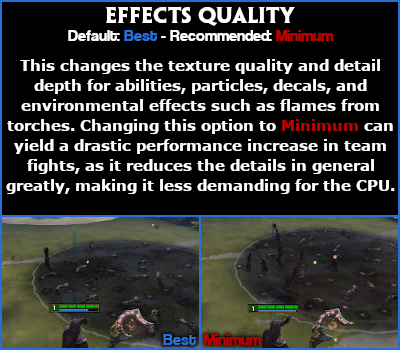 EFFECTS QUALITY
Default: Best - Recommended: Minimum
This changes the texture quality and detail
depth for abilities, particles, decals, and
environmental effects such as flames from
torches. Changing this option to Minimum can
yield a drastic performance increase in team
fights, as it reduces the details in general
greatly, making it less demanding for the CPU.
1 1
Best Minimum